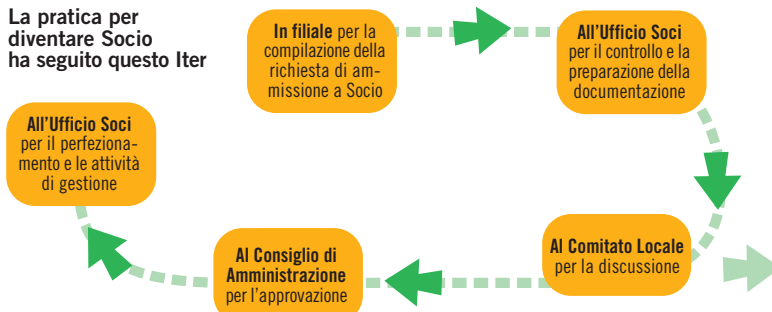 La pratica per
diventare Socio
ha seguito questo Iter
In filiale per la
compilazione della
richiesta di am-
missione a Socio
All'Ufficio Soci
per il controllo e la
preparazione della
documentazione
Al Comitato Locale
per la discussione
Al Consiglio di
Amministrazione
per l'approvazione
All'Ufficio Soci
per il perfeziona-
mento e le attività
di gestione